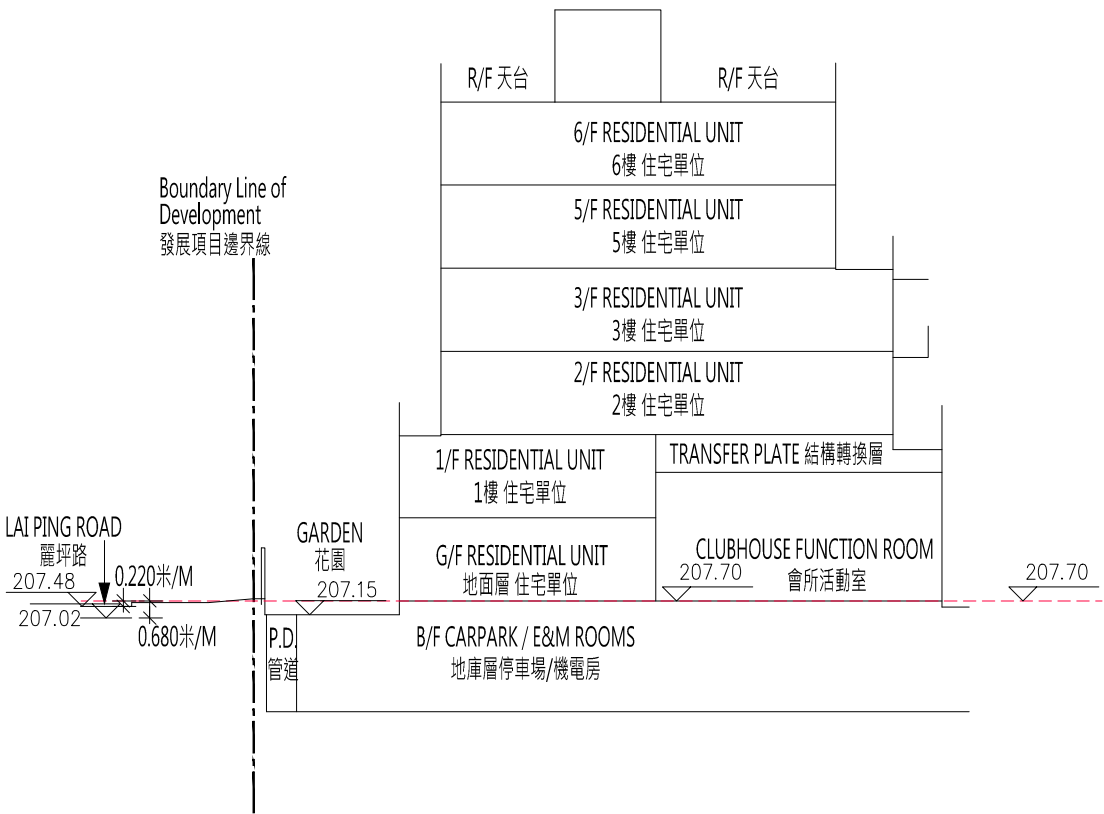 R/F 天台
R/F 天台
6/F RESIDENTIAL UNIT
6樓 住宅單位
Boundary Line of
Development
發展項目邊界線
5/F RESIDENTIAL UNIT
5樓 住宅單位
3/F RESIDENTIAL UNIT
3樓 住宅單位
2/F RESIDENTIAL UNIT
2樓 住宅單位
1/F RESIDENTIAL UNIT
1樓 住宅單位
TRANSFER PLATE 結構轉換層
LAI PING ROAD
麗坪路
GARDEN
花園
G/F RESIDENTIAL UNIT
地面層 住宅單位
CLUBHOUSE FUNCTION ROOM
會所活動室
207.48
0.220米/M
207.15
207.70
207.70
207.02
0.680米/M
P.D.
管道
B/F CARPARK / E&M ROOMS
地庫層停車場/機電房